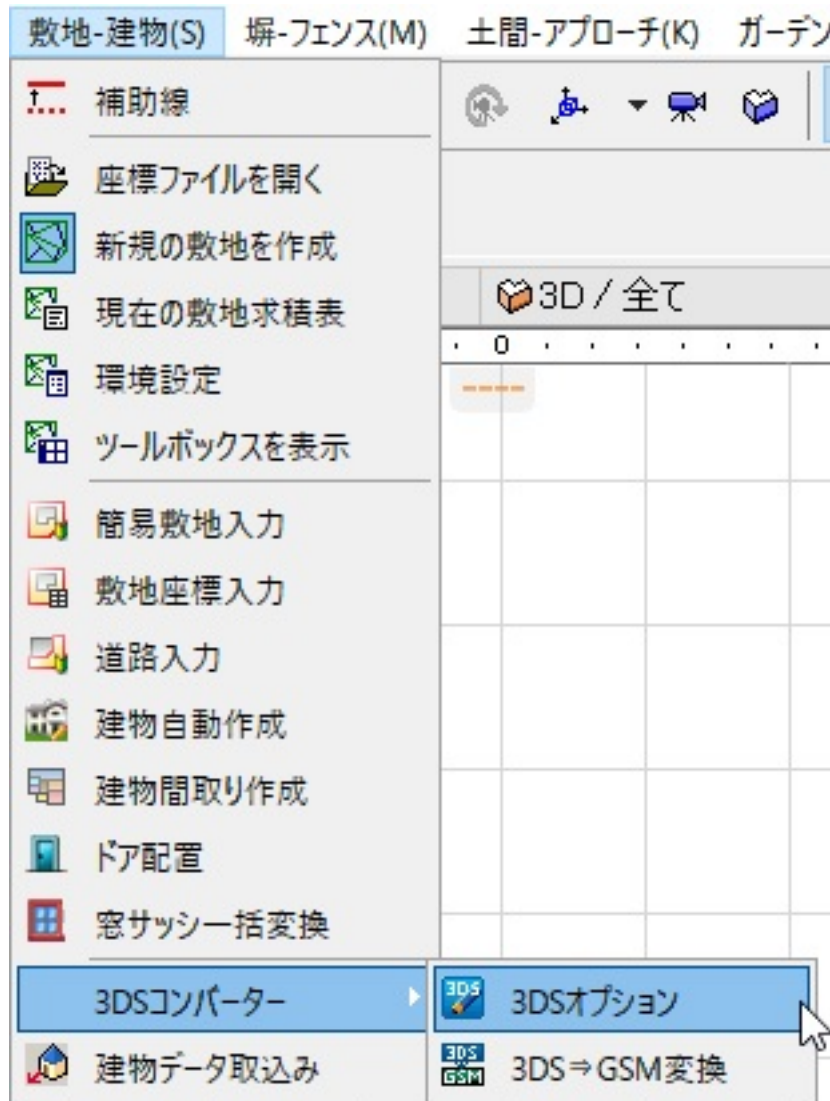 敷地-建物(S) 塀-フェンス(M) 土間-アプローチ(K) ガーデン
補助線
座標ファイルを開く
新規の敷地を作成
現在の敷地求積表
3D / 全て
0
環境設定
ツールボックスを表示
簡易敷地入力
敷地座標入力
道路入力
建物自動作成
建物間取り作成
ドア配置
窓サッシ一括変換
3DSコンバーター
3DS 3DSオプション
建物データ取込み
3DS GSM 3DS⇒GSM変換